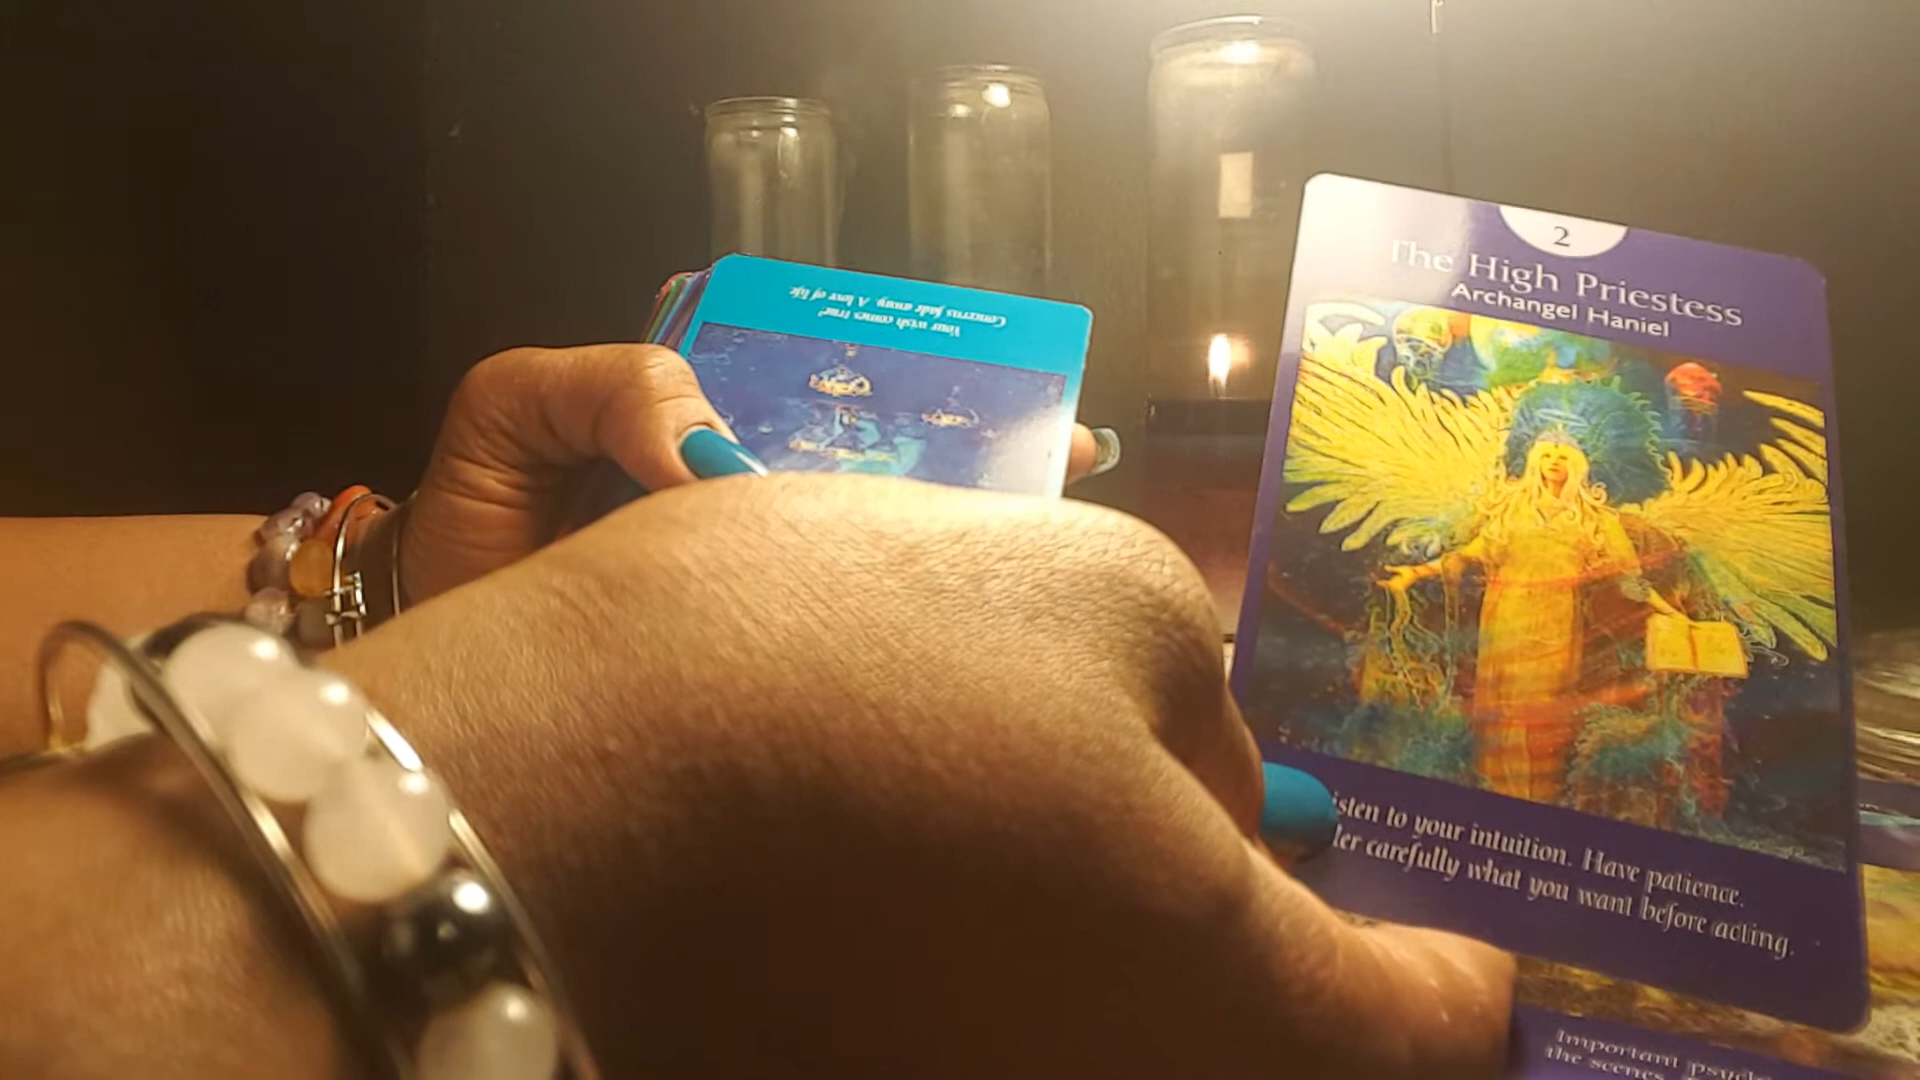 2
The High Priestess
Archangel Haniel
isten to your intuition. Have patience.
der carefully what you want before acting.
Your wish comes true!
Concerns fade away. A love of life
Important psych
the scenes.